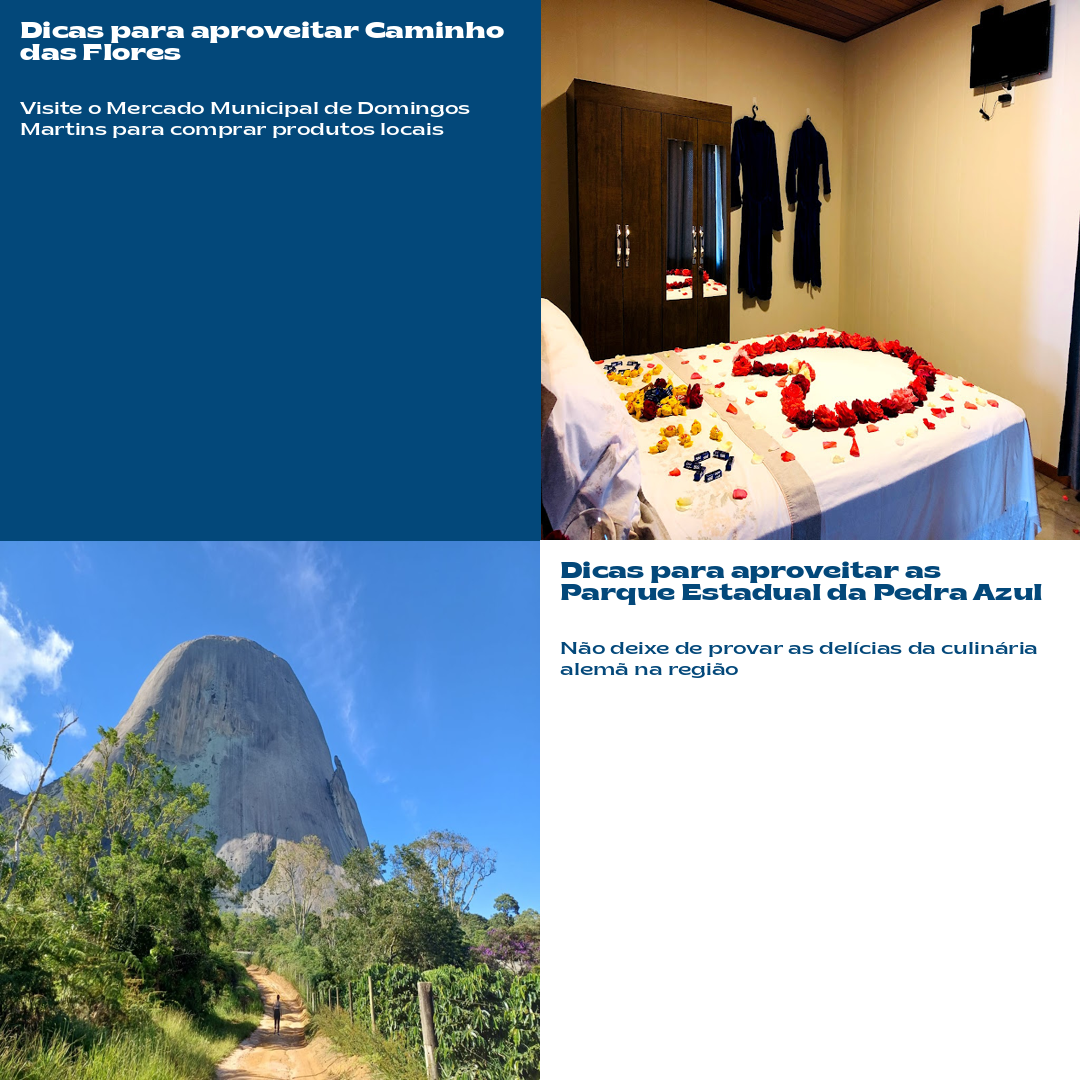 Dicas para aproveitar Caminho
das Flores
Visite o Mercado Municipal de Domingos
Martins para comprar produtos locais
Dicas para aproveitar as
Parque Estadual da Pedra Azul
Não deixe de provar as delícias da culinária
alemã na região